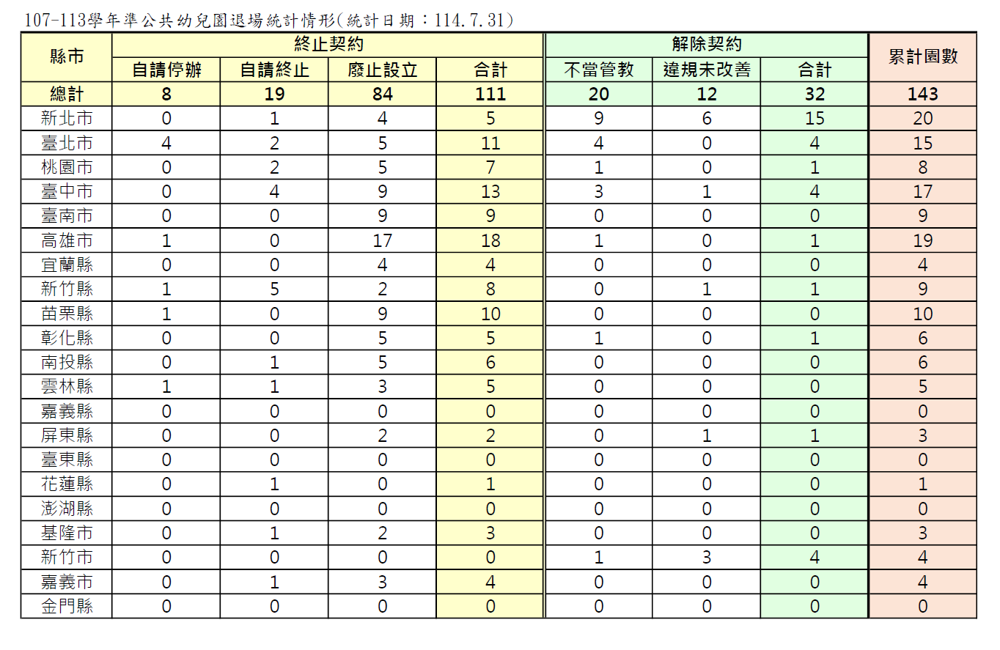 107-113學年準公共幼兒園退場統計情形(統計日期：114.7.31)
縣市 終止契約 解除契約 累計園數
自請停辦 自請終止 廢止設立 合計 不當管教 違規未改善 合計
總計 8 19 84 111 20 12 32 143
新北市 0 1 4 5 9 6 15 20
臺北市 4 2 5 11 4 0 4 15
桃園市 0 2 5 7 1 0 1 8
臺中市 0 4 9 13 3 1 4 17
臺南市 0 0 9 9 0 0 0 9
高雄市 1 0 17 18 1 0 1 19
宜蘭縣 0 0 4 4 0 0 0 4
新竹縣 1 5 2 8 0 1 1 9
苗栗縣 1 0 9 10 0 0 0 10
彰化縣 0 0 5 5 1 0 1 6
南投縣 0 1 5 6 0 0 0 6
雲林縣 1 1 3 5 0 0 0 5
嘉義縣 0 0 0 0 0 0 0 0
屏東縣 0 0 2 2 0 1 1 3
臺東縣 0 0 0 0 0 0 0 0
花蓮縣 0 1 0 1 0 0 0 1
澎湖縣 0 0 0 0 0 0 0 0
基隆市 0 1 2 3 0 0 0 3
新竹市 0 0 0 0 1 3 4 4
嘉義市 0 1 3 4 0 0 0 4
金門縣 0 0 0 0 0 0 0 0